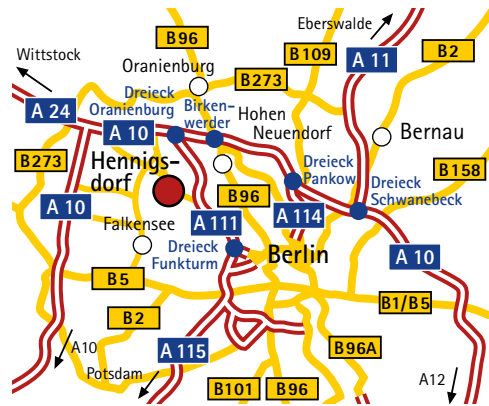 Eberswalde
B96
Wittstock
B109
B2
Oranienburg
A 11
B273
A 24
Dreieck
Oranienburg
Birken-
werder
Hohen
Neuendorf
A 10
Bernau
B273
Hennigs-
dorf
Dreieck
Pankow
B158
B96
Dreieck
Schwanebeck
A 10
A 111
A 114
Falkensee
Dreieck
Funkturm
Berlin
A 10
B5
B1/B5
B2
A10
A 115
B96A
Potsdam
B101
B96
A12